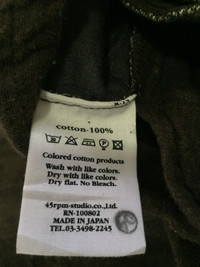 cotton-100%
Colored cotton products
Wash with like colors.
Dry with like colors.
Dry flat. No Bleach.
45rpm-studio.co.,Ltd.
RN-100802
MADE IN JAPAN
TEL.03-3498-2245